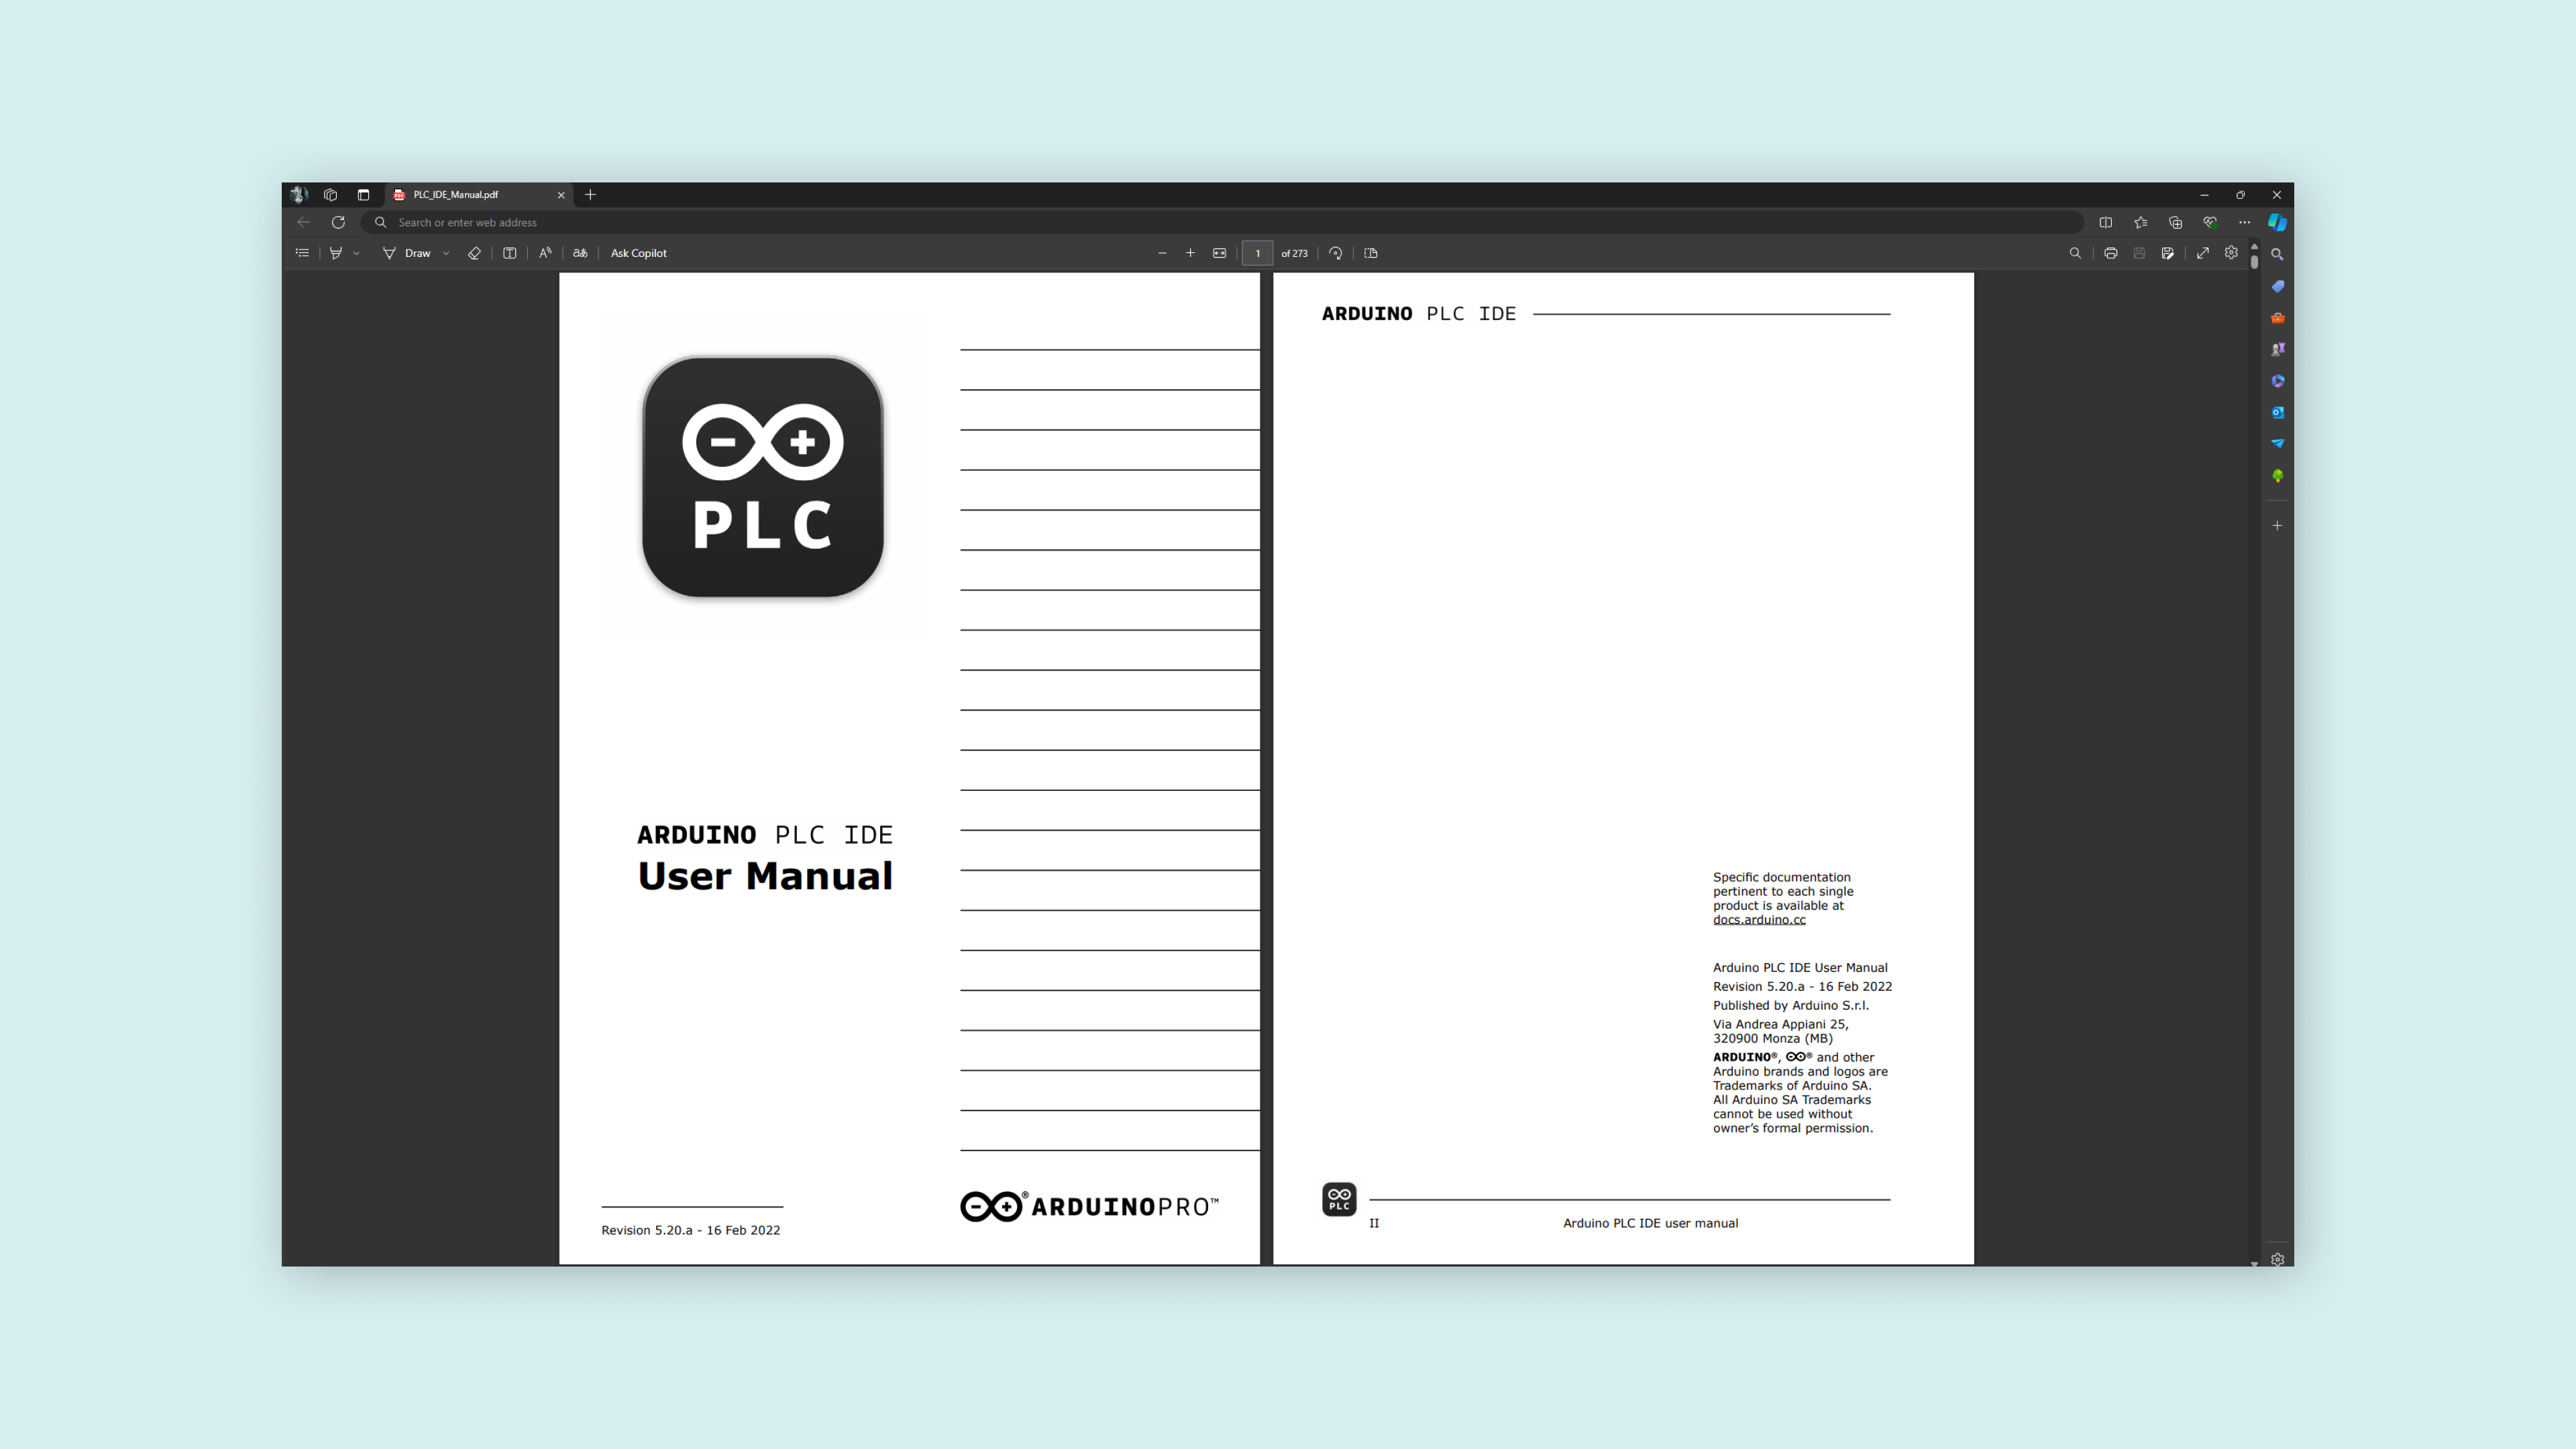 PLC_IDE_Manual.pdf
Search or enter web address
Draw
aあ
Ask Copilot
1 of 273
PLC
ARDUINO PLC IDE
User Manual
Revision 5.20.a - 16 Feb 2022
ARDUINOPRO™
ARDUINO PLC IDE
Specific documentation
pertinent to each single
product is available at
docs.arduino.cc
Arduino PLC IDE User Manual
Revision 5.20.a - 16 Feb 2022
Published by Arduino S.r.l.
Via Andrea Appiani 25,
320900 Monza (MB)
ARDUINO®, ® and other
Arduino brands and logos are
Trademarks of Arduino SA.
All Arduino SA Trademarks
cannot be used without
owner’s formal permission.
PLC
II
Arduino PLC IDE user manual